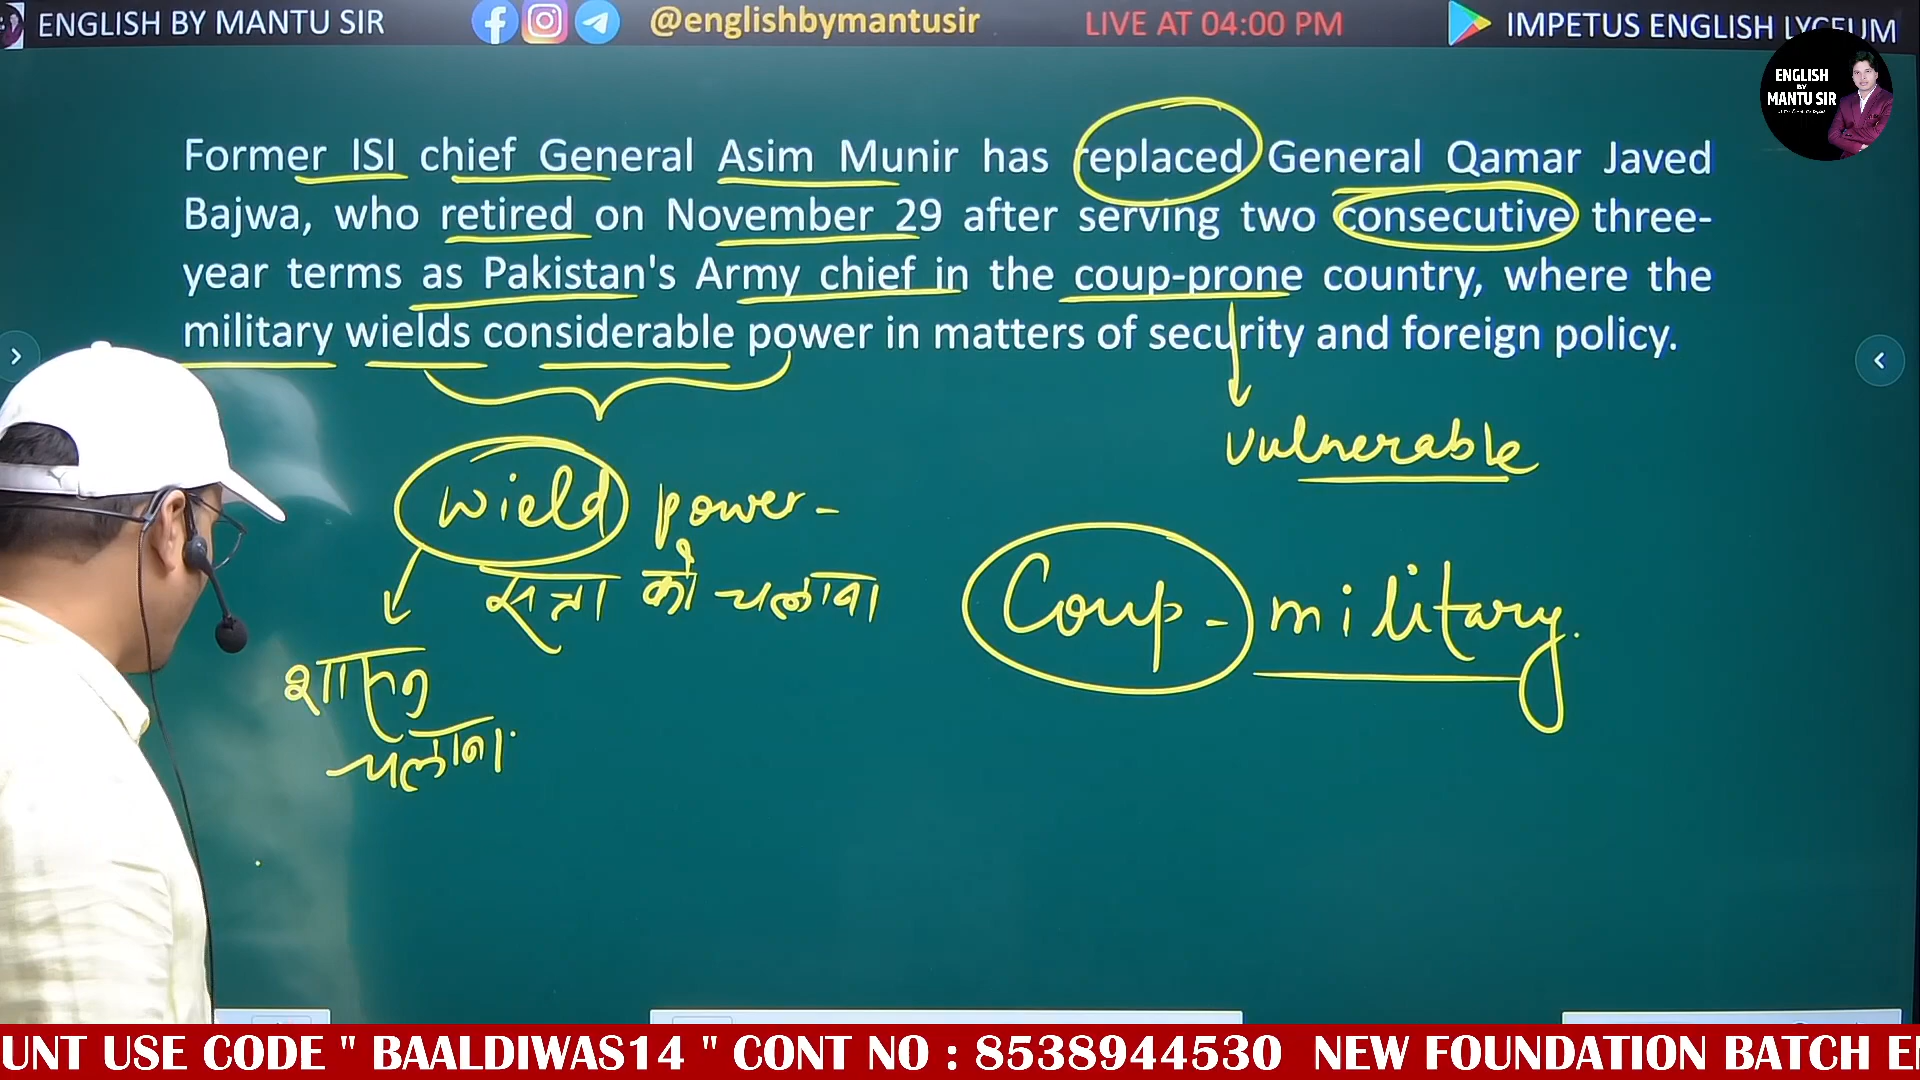 ENGLISH BY MANTU SIR
@englishbymantusir
LIVE AT 04:00 PM
IMPETUS ENGLISH LYCEUM
ENGLISH
BY
MANTU SIR
Former ISI chief General Asim Munir has replaced General Qamar Javed
Bajwa, who retired on November 29 after serving two consecutive three-
year terms as Pakistan's Army chief in the coup-prone country, where the
military wields considerable power in matters of security and foreign policy.
vulnerable
wield power -
सत्ता को चलाना
शासन
चलाना
Coup - military.
UNT USE CODE " BAALDIWAS14 " CONT NO : 8538944530 NEW FOUNDATION BATCH EN